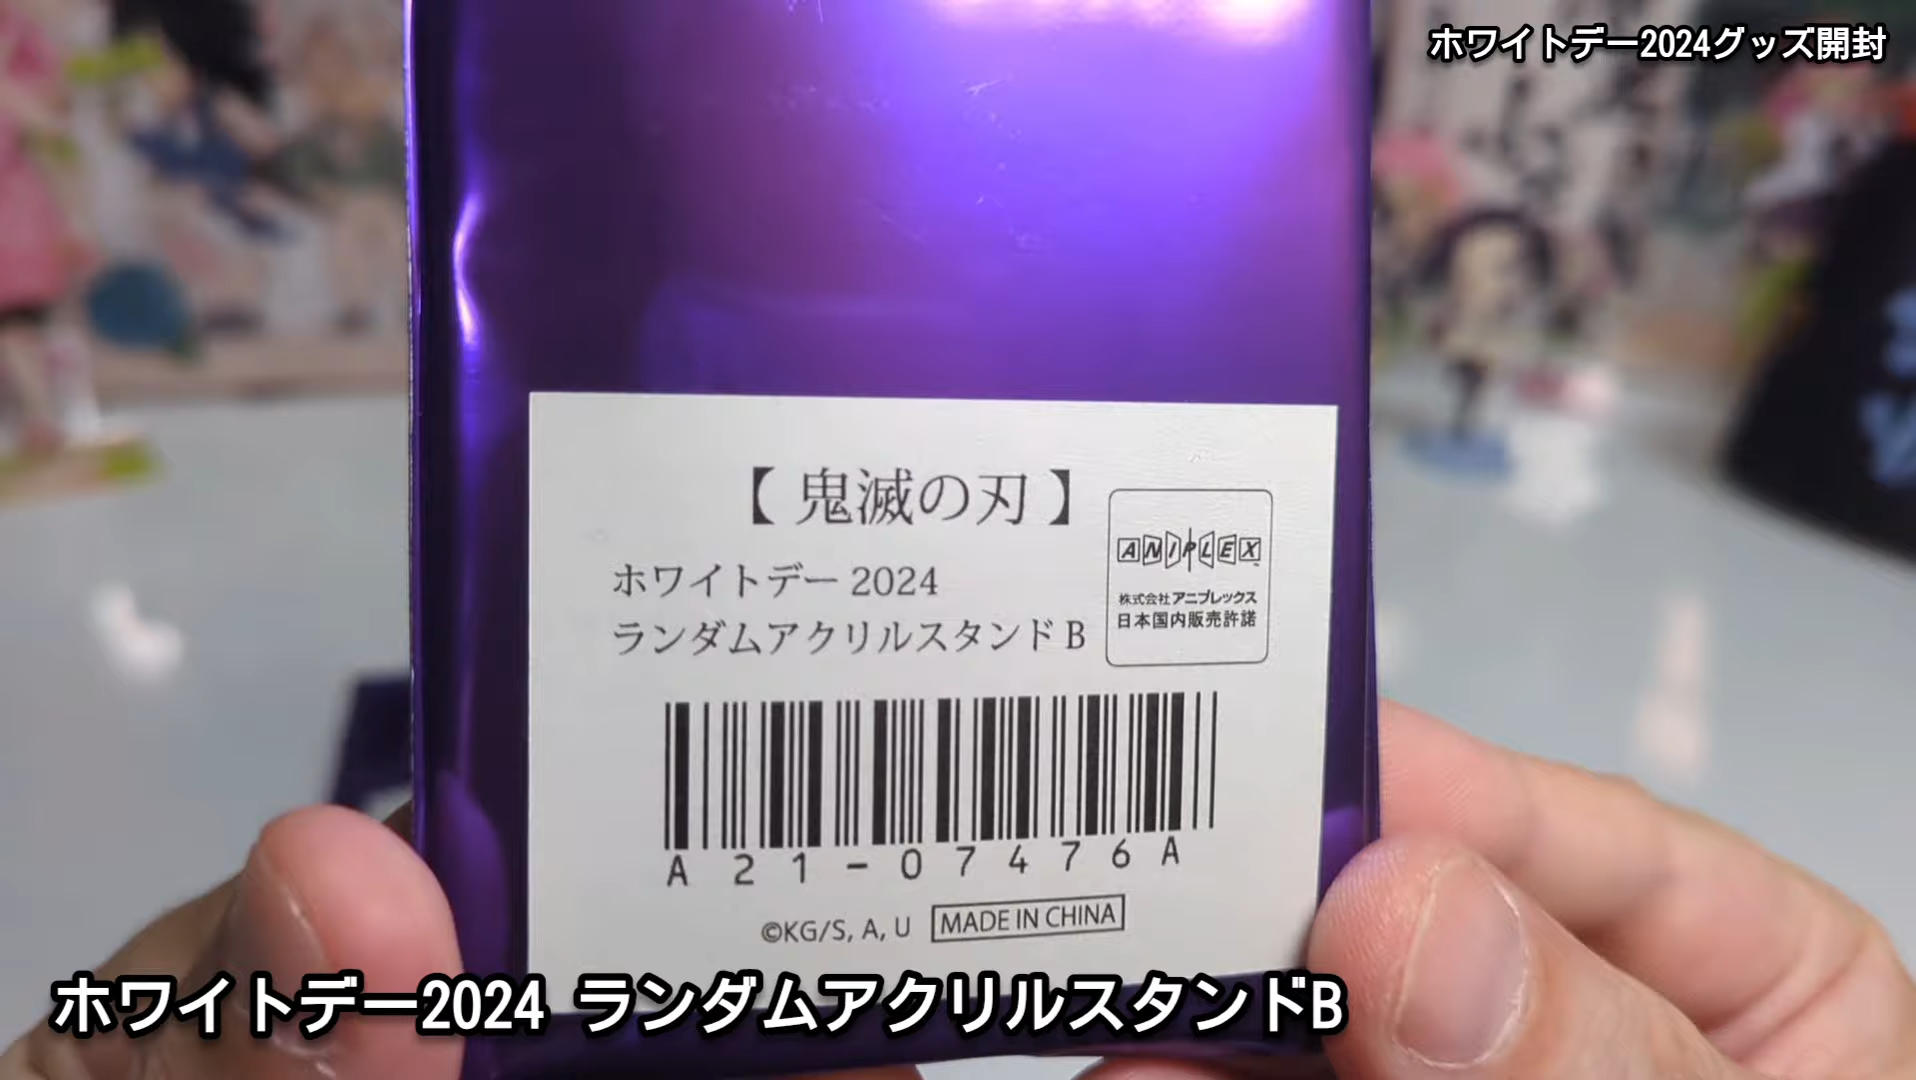 ホワイトデー2024グッズ開封
【 鬼滅の刃 】
ホワイトデー 2024
ランダムアクリルスタンド B
ANIPLEX
株式会社アニプレックス
日本国内販売許諾
A21-07476A
©KG/S, A, U
MADE IN CHINA
ホワイトデー2024 ランダムアクリルスタンドB